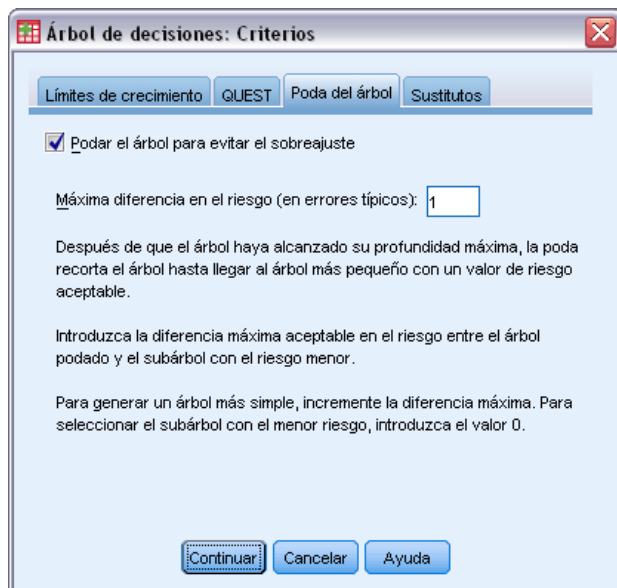 Árbol de decisiones: Criterios
Límites de crecimiento QUEST Poda del árbol Sustitutos
Podar el árbol para evitar el sobreajuste
Máxima diferencia en el riesgo (en errores típicos): 1
Después de que el árbol haya alcanzado su profundidad máxima, la poda
recorta el árbol hasta llegar al árbol más pequeño con un valor de riesgo
aceptable.
Introduzca la diferencia máxima aceptable en el riesgo entre el árbol
podado y el subárbol con el riesgo menor.
Para generar un árbol más simple, incremente la diferencia máxima. Para
seleccionar el subárbol con el menor riesgo, introduzca el valor 0.
Continuar Cancelar Ayuda